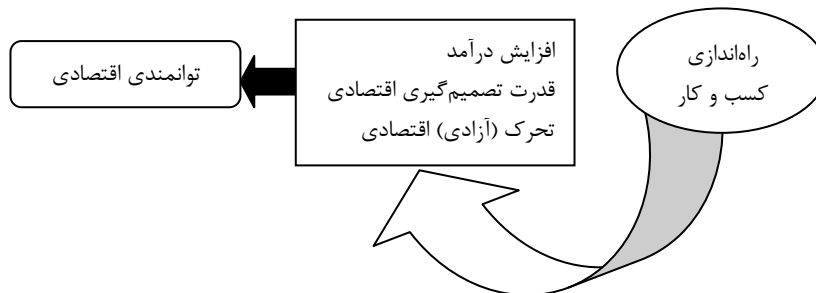 راه‌اندازی
کسب و کار
افزایش درآمد
قدرت تصمیم‌گیری اقتصادی
تحرک (آزادی) اقتصادی
توانمندی اقتصادی